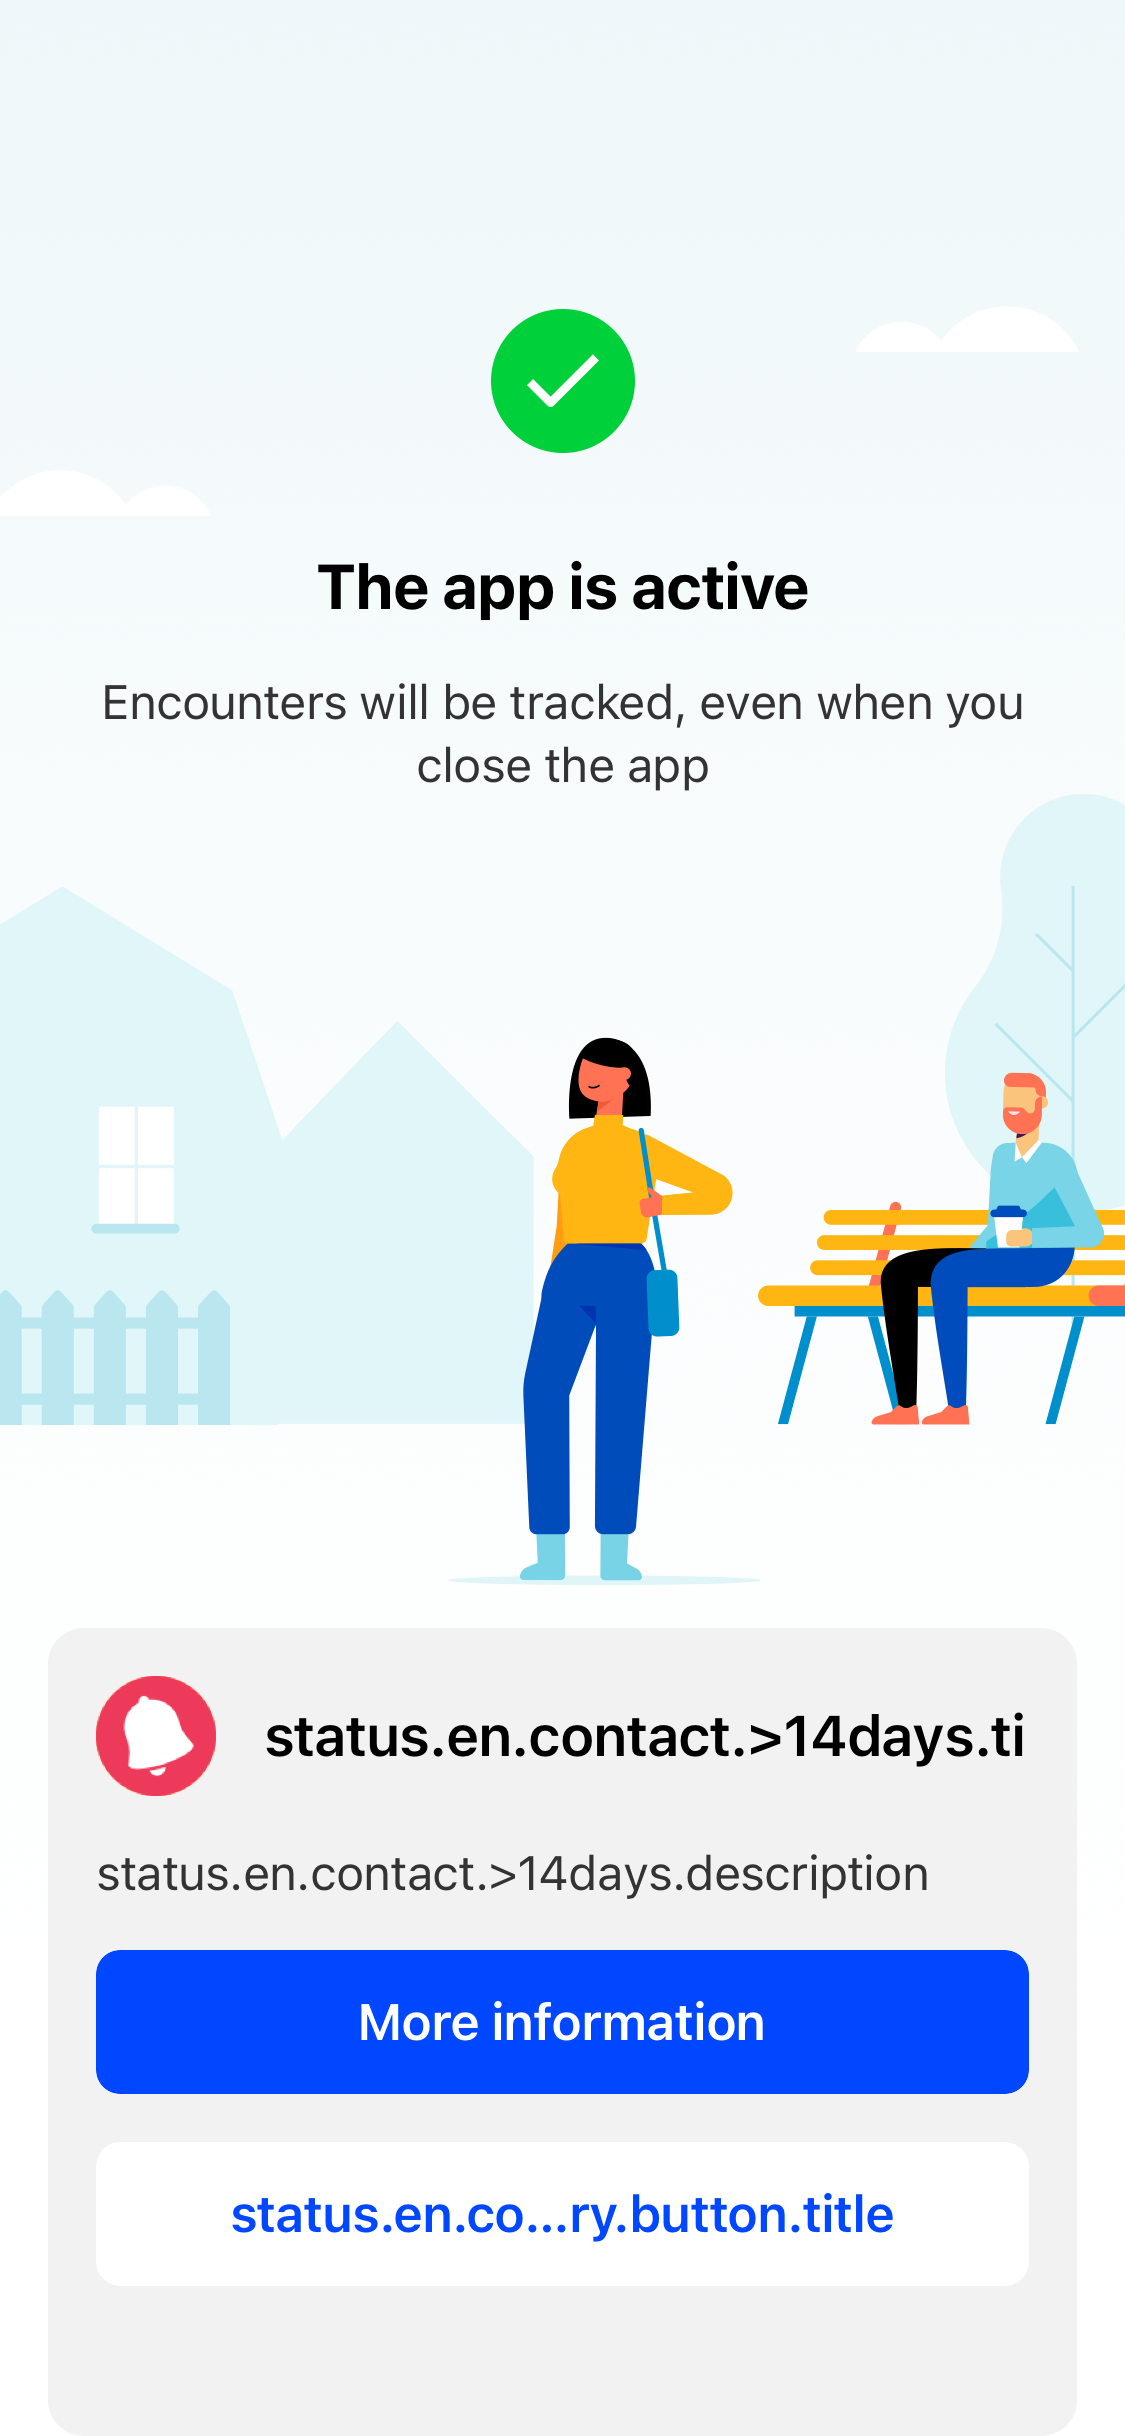 The app is active
Encounters will be tracked, even when you
close the app
status.en.contact.>14days.ti
status.en.contact.>14days.description
More information
status.en.co...ry.button.title